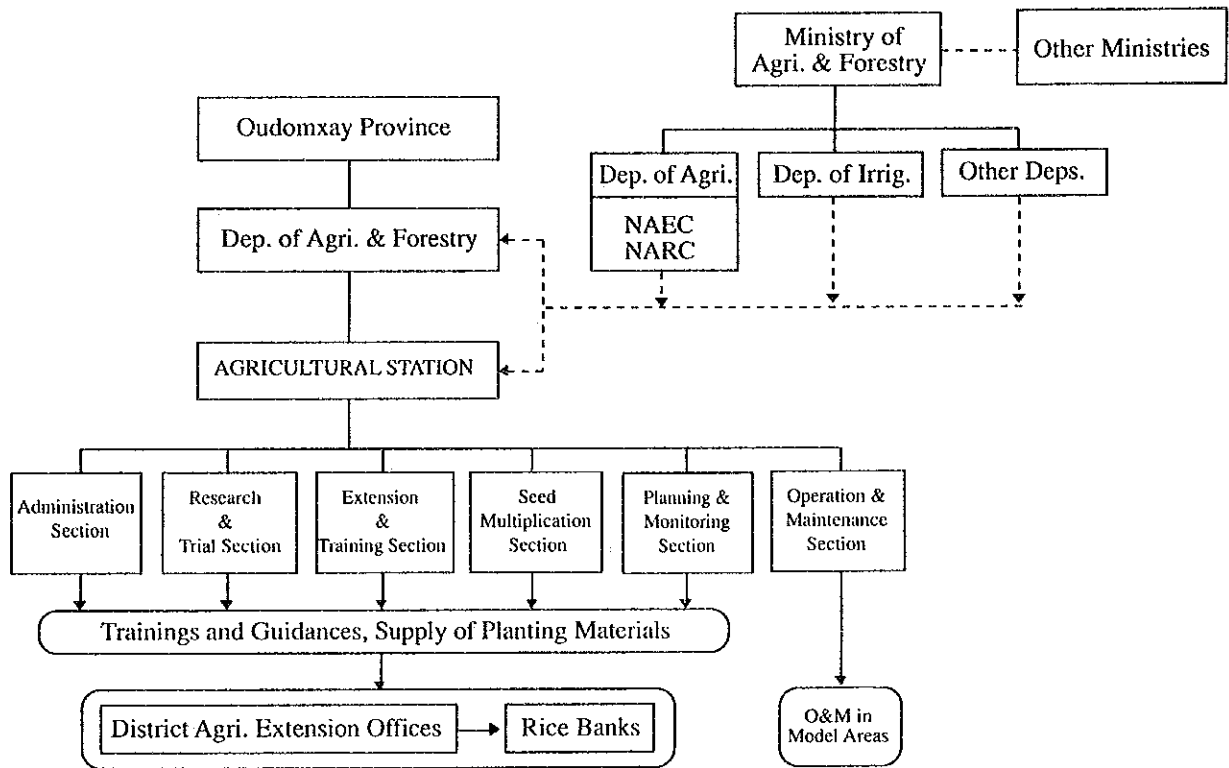 Ministry of
Agri. & Forestry
Other Ministries
Oudomxay Province
Dep. of Agri.
Dep. of Irrig.
Other Deps.
NAEC
NARC
Dep. of Agri. & Forestry
AGRICULTURAL STATION
Administration
Section
Research
&
Trial Section
Extension
&
Training Section
Seed
Multiplication
Section
Planning &
Monitoring
Section
Operation &
Maintenance
Section
Trainings and Guidances, Supply of Planting Materials
District Agri. Extension Offices
Rice Banks
O&M in
Model Areas